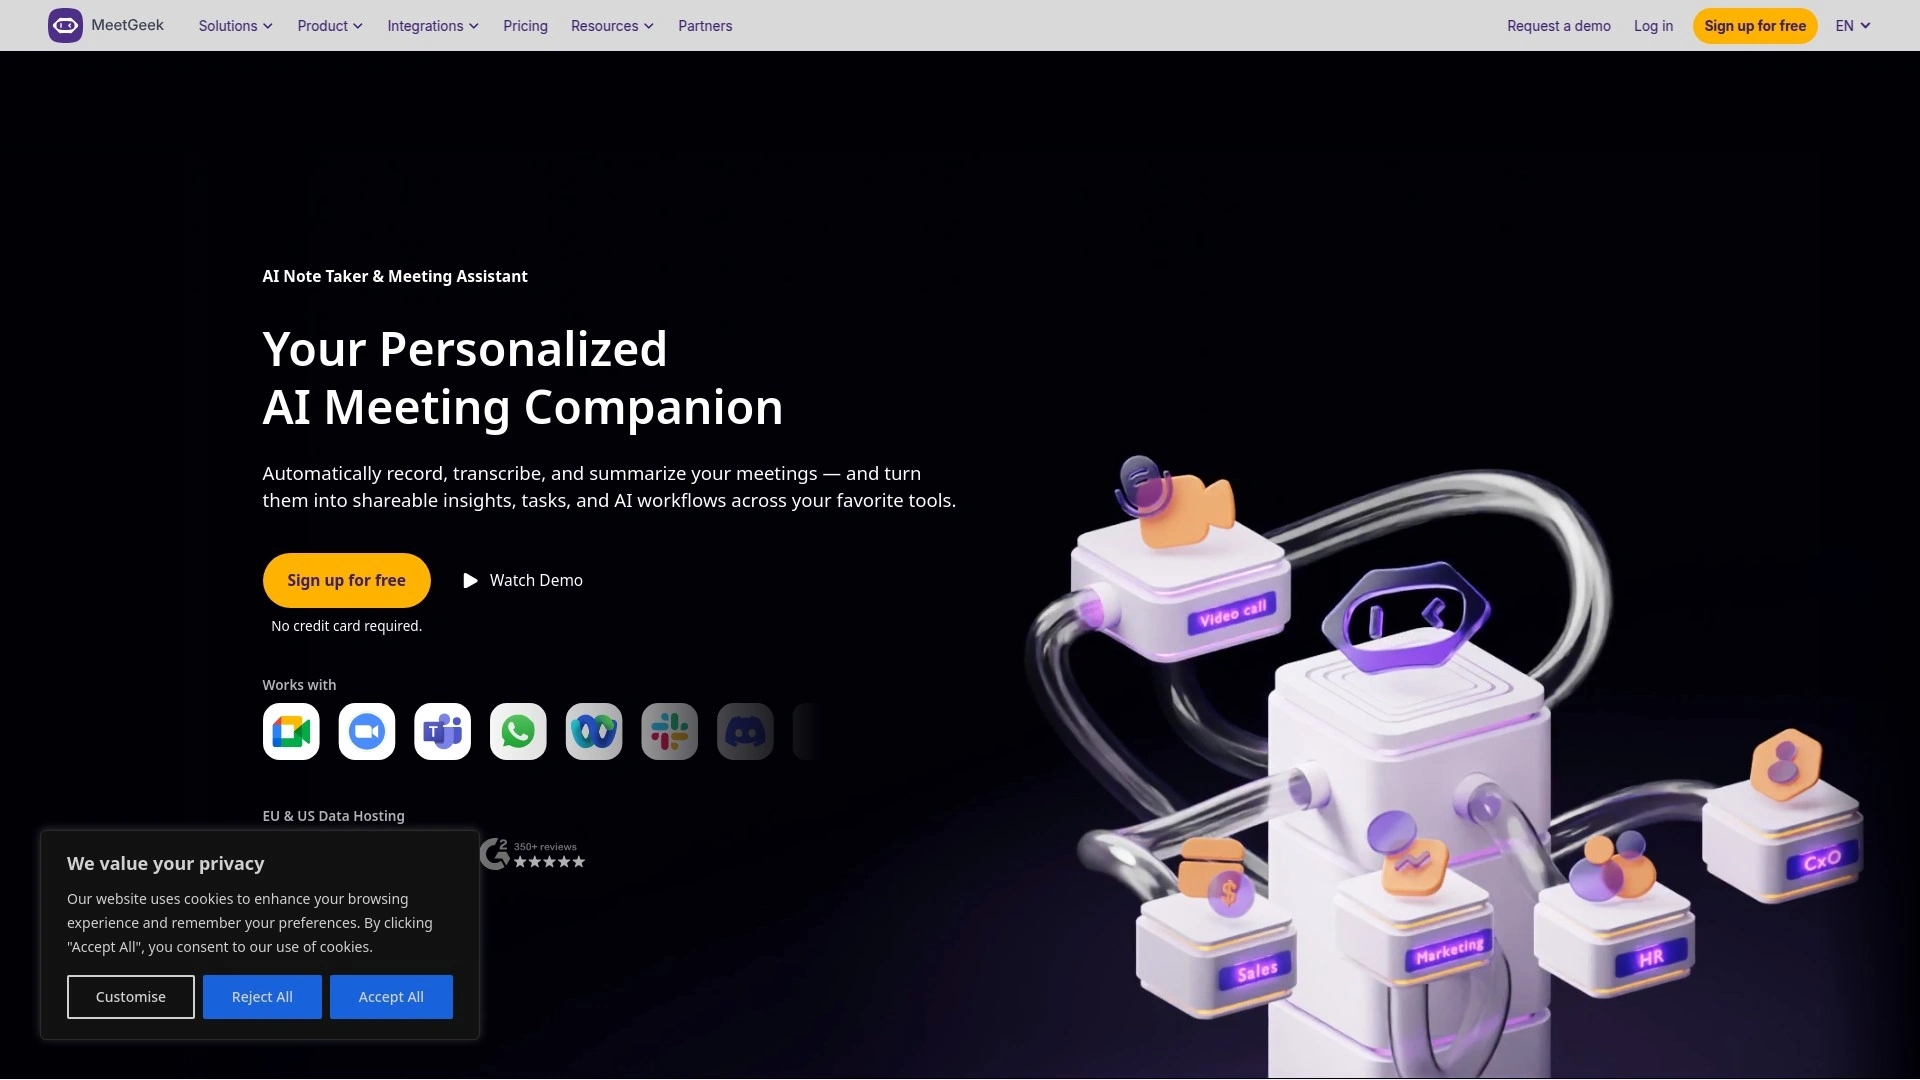 MeetGeek
Solutions
Product
Integrations
Pricing
Resources
Partners
Request a demo
Log in
Sign up for free
EN
AI Note Taker & Meeting Assistant
Your Personalized
AI Meeting Companion
Automatically record, transcribe, and summarize your meetings — and turn
them into shareable insights, tasks, and AI workflows across your favorite tools.
Sign up for free
Watch Demo
No credit card required.
Works with
T
EU & US Data Hosting
G2
350+ reviews
We value your privacy
Our website uses cookies to enhance your browsing
experience and remember your preferences. By clicking
"Accept All", you consent to our use of cookies.
Customise
Reject All
Accept All
Video call
CxO
Sales
Marketing
HR